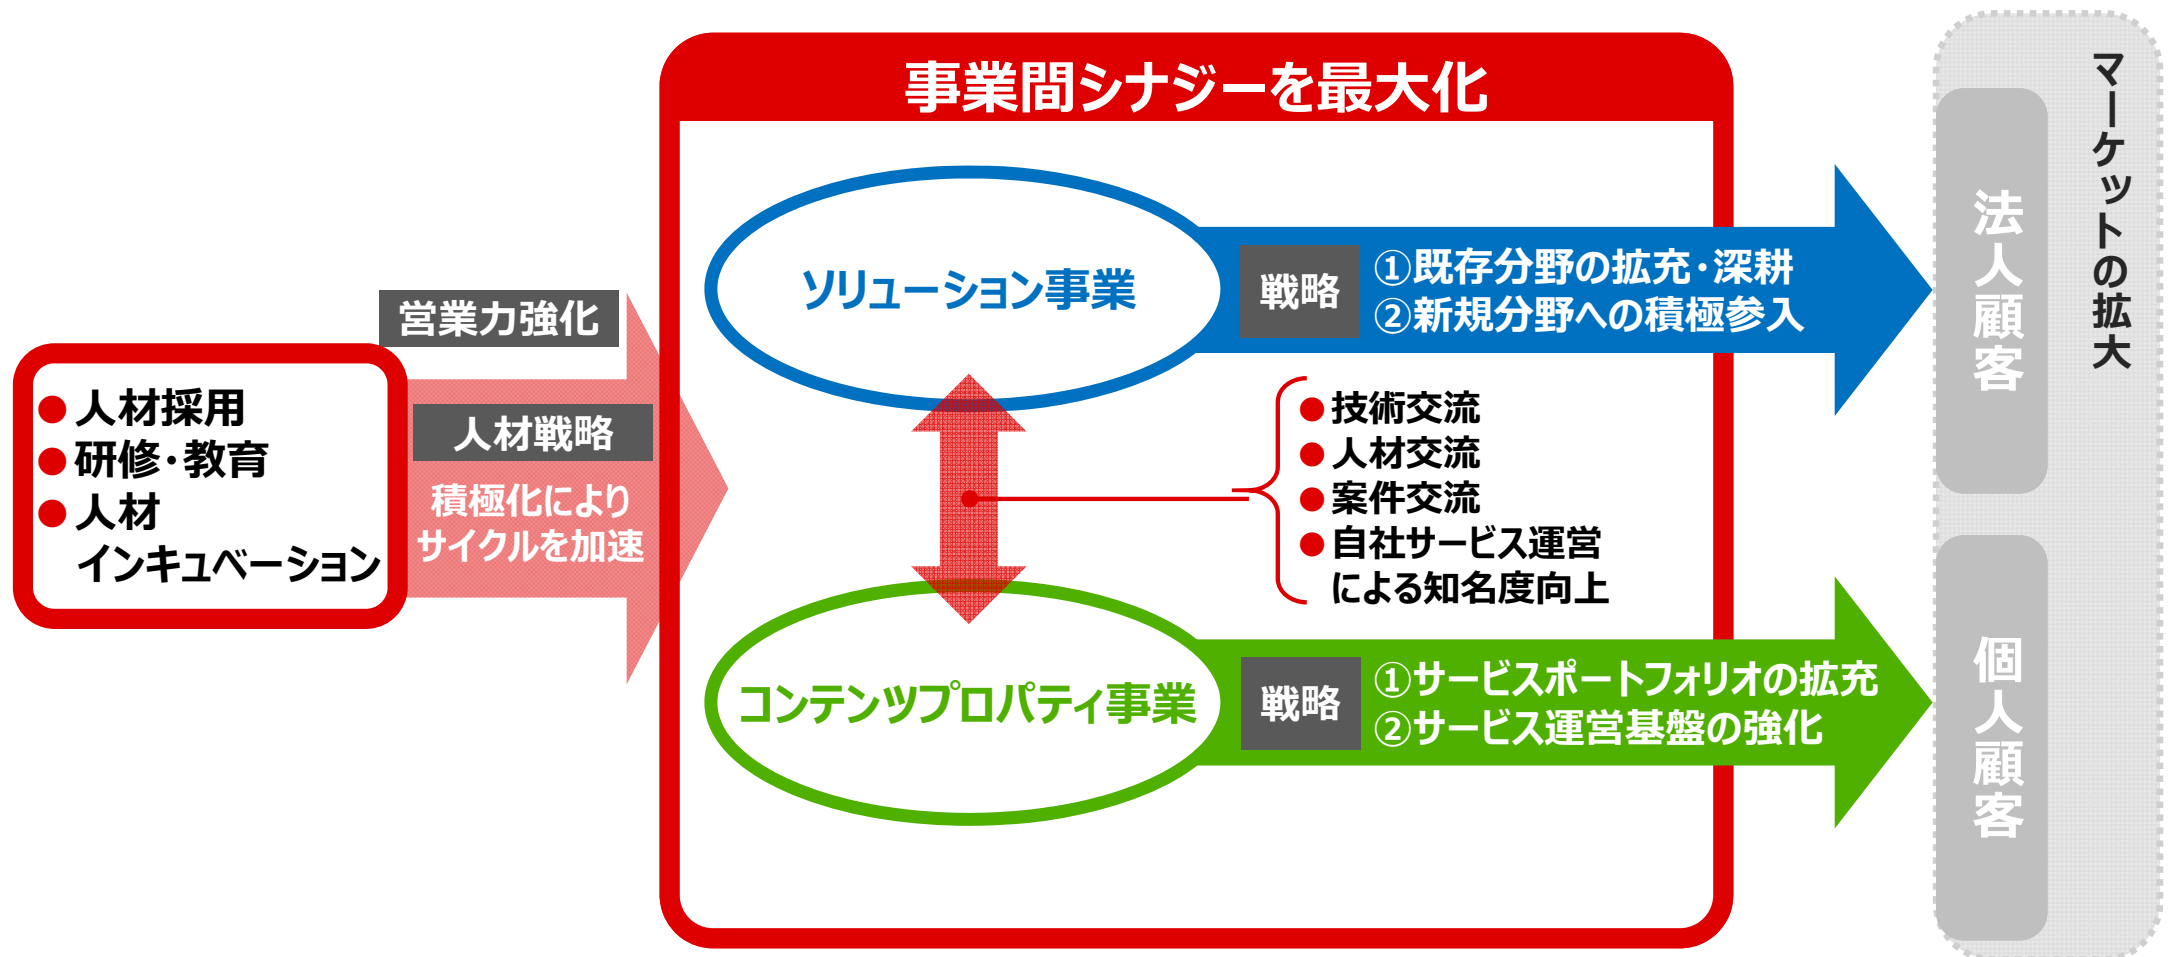 事業間シナジーを最大化
営業力強化
●人材採用
●研修・教育
●人材
インキュベーション
人材戦略
積極化により
サイクルを加速
ソリューション事業
戦略
①既存分野の拡充・深耕
②新規分野への積極参入
●技術交流
●人材交流
●案件交流
●自社サービス運営
による知名度向上
コンテンツプロパティ事業
戦略
①サービスポートフォリオの拡充
②サービス運営基盤の強化
マーケットの拡大
法人顧客
個人顧客